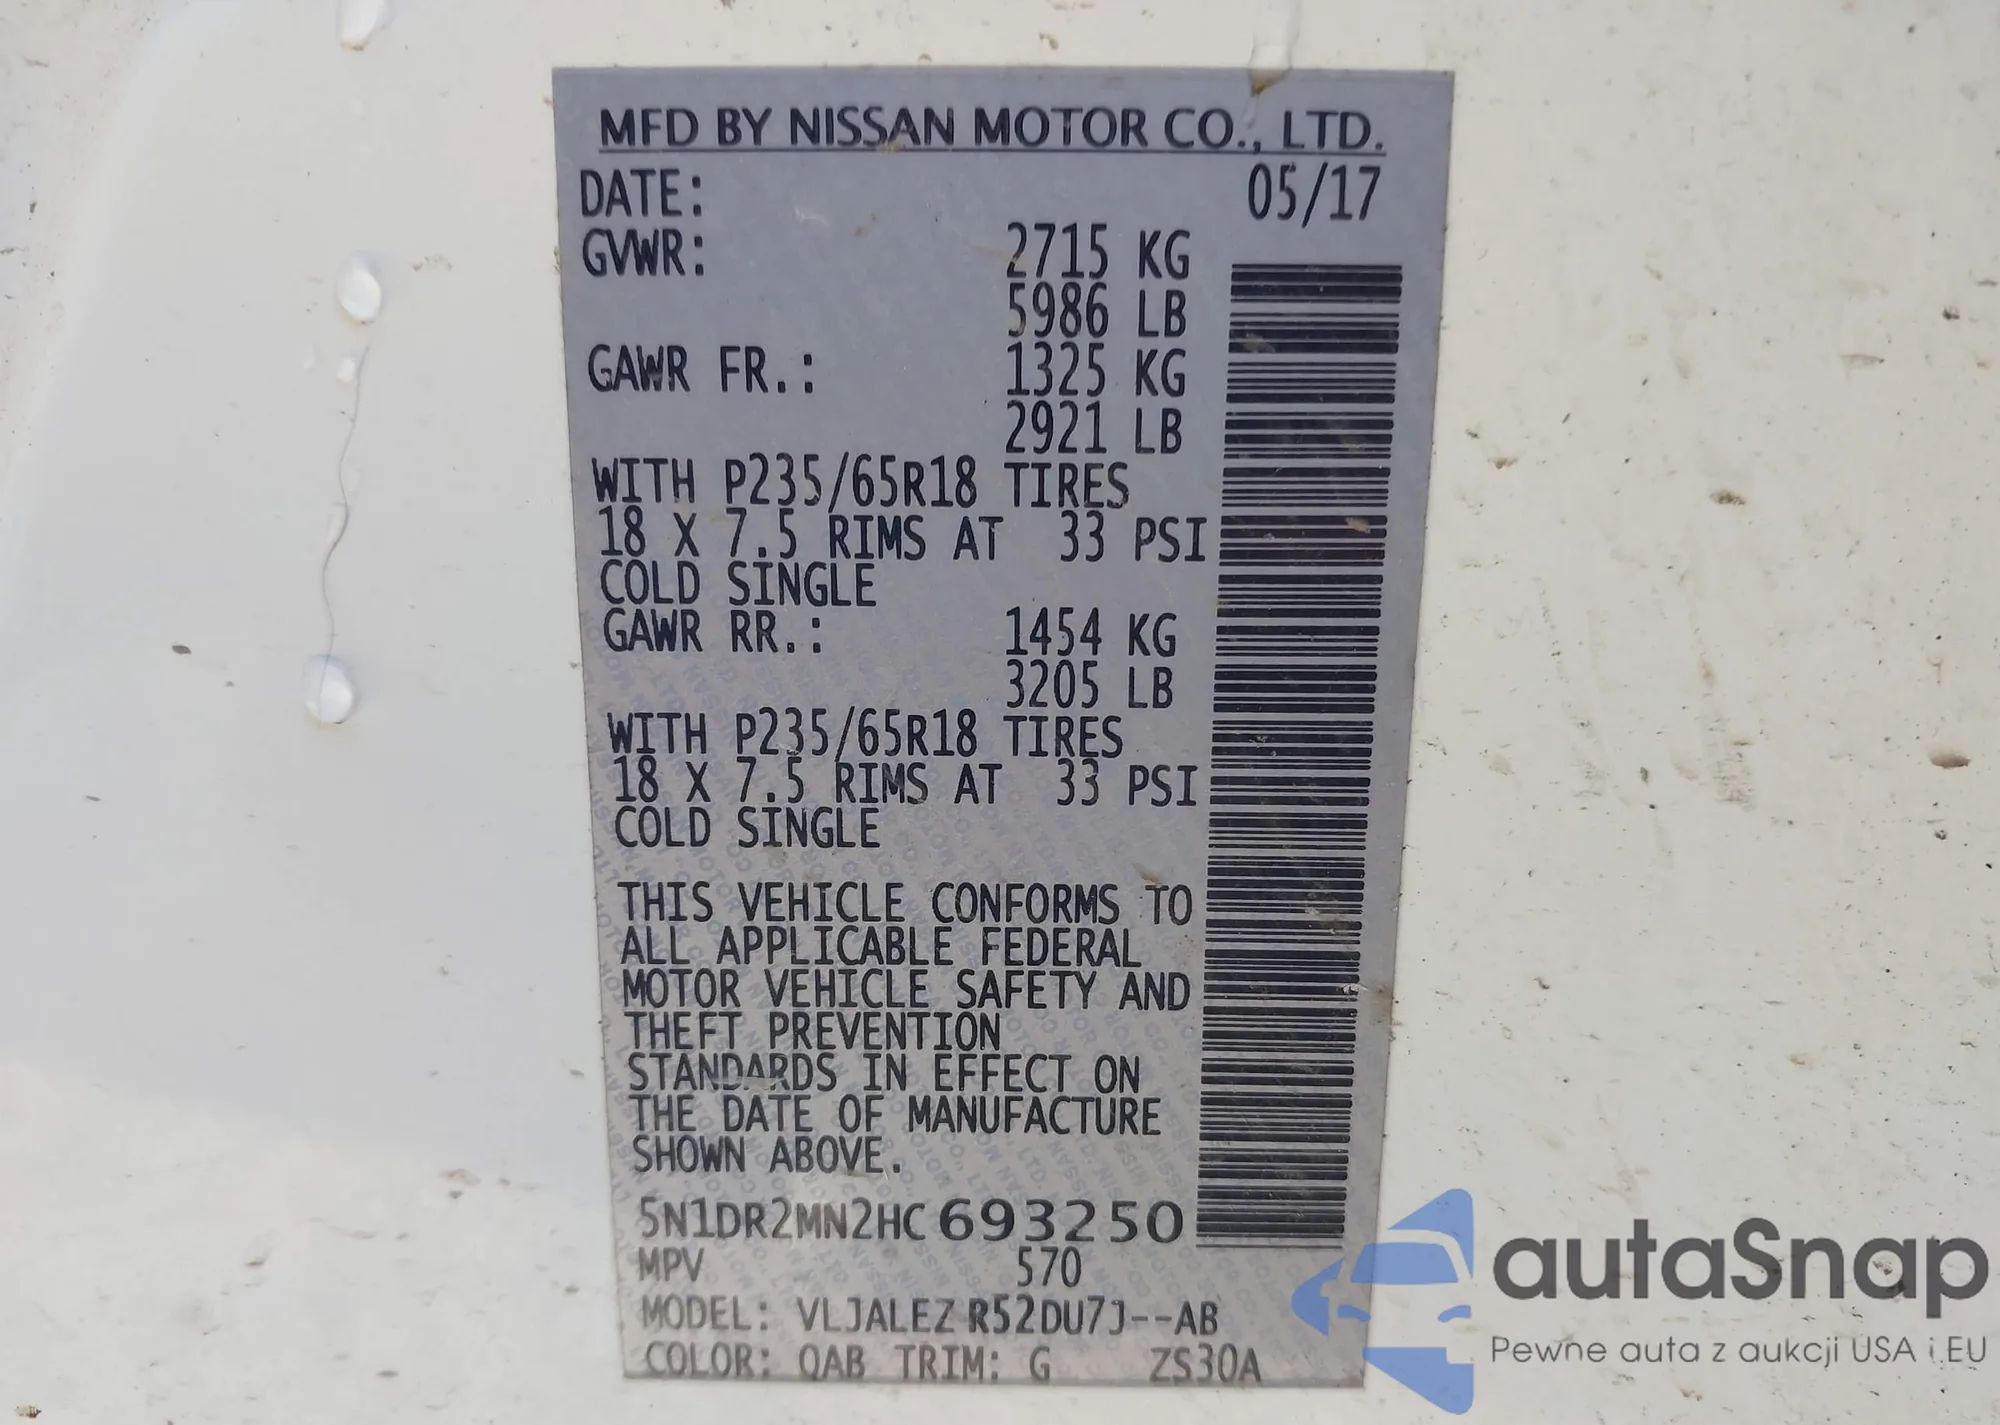 MFD BY NISSAN MOTOR CO., LTD.
DATE: 05/17
GVWR: 2715 KG
5986 LB
GAWR FR.: 1325 KG
2921 LB
WITH P235/65R18 TIRES
18 X 7.5 RIMS AT 33 PSI
COLD SINGLE
GAWR RR.: 1454 KG
3205 LB
WITH P235/65R18 TIRES
18 X 7.5 RIMS AT 33 PSI
COLD SINGLE
THIS VEHICLE CONFORMS TO
ALL APPLICABLE FEDERAL
MOTOR VEHICLE SAFETY AND
THEFT PREVENTION
STANDARDS IN EFFECT ON
THE DATE OF MANUFACTURE
SHOWN ABOVE.
5N1DR2MN2HC693250
MPV 570
MODEL: VLJALEZ R52DU7J--AB
COLOR: QAB TRIM: G ZS30A
autaSnap
Pewne auta z aukcji USA i EU